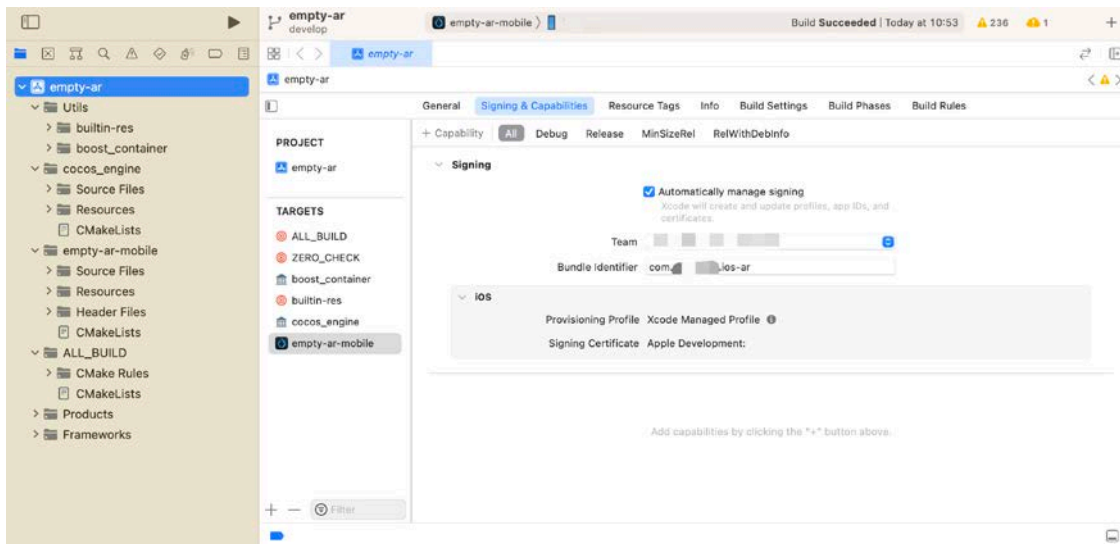 empty-ar
develop
empty-ar-mobile
Build Succeeded | Today at 10:53
236
1
empty-ar
empty-ar
empty-ar
Utils
builtin-res
boost_container
cocos_engine
Source Files
Resources
CMakeLists
empty-ar-mobile
Source Files
Resources
Header Files
CMakeLists
ALL_BUILD
CMake Rules
CMakeLists
Products
Frameworks
PROJECT
empty-ar
TARGETS
ALL_BUILD
ZERO_CHECK
boost_container
builtin-res
cocos_engine
empty-ar-mobile
Filter
General Signing & Capabilities Resource Tags Info Build Settings Build Phases Build Rules
+ Capability All Debug Release MinSizeRel RelWithDebInfo
Signing
Automatically manage signing
Xcode will create and update profiles, app IDs, and
certificates.
Team
Bundle Identifier com. .ios-ar
iOS
Provisioning Profile Xcode Managed Profile
Signing Certificate Apple Development:
Add capabilities by clicking the "+" button above.